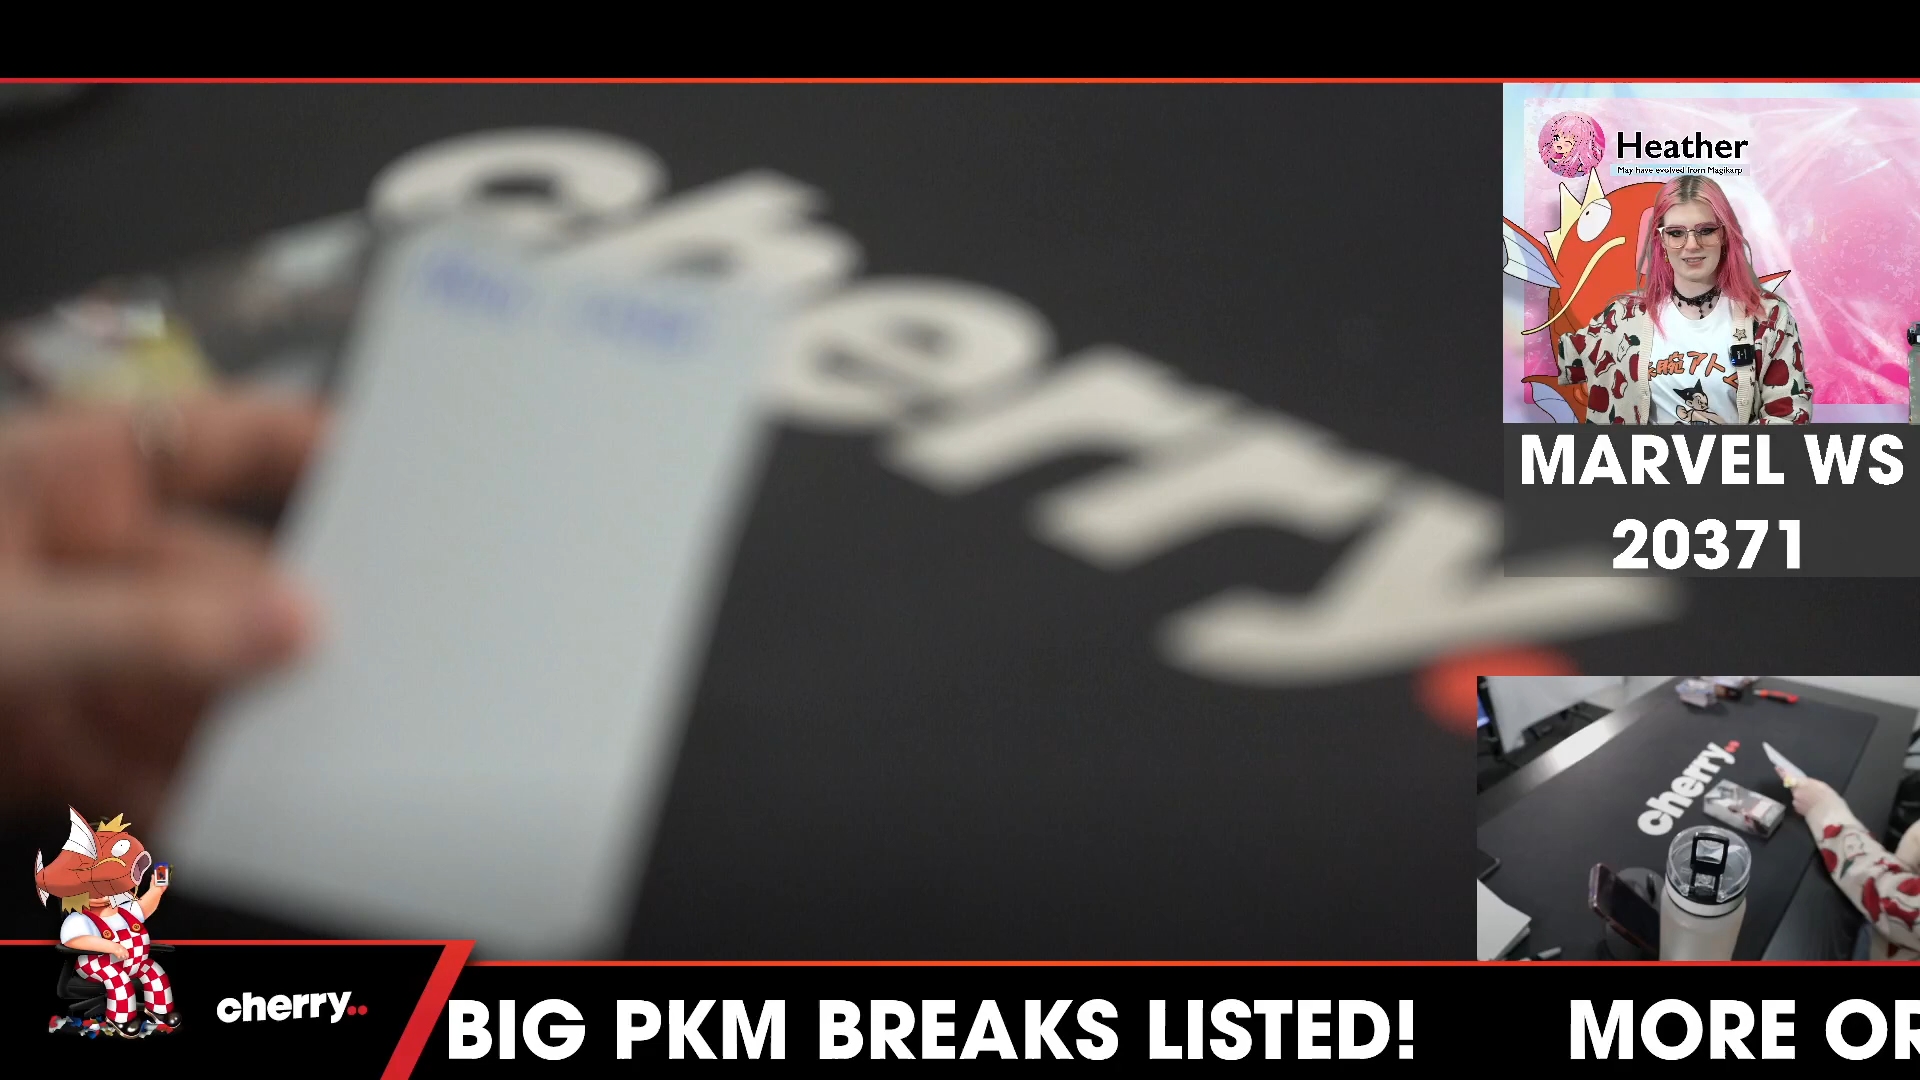 Heather
May have evolved from Magikarp
cherry..
MARVEL WS
20371
cherry..
cherry..
BIG PKM BREAKS LISTED!
MORE OR